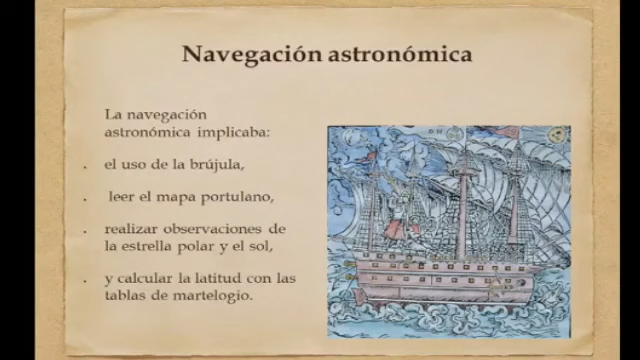 Navegación astronómica
La navegación
astronómica implicaba:
. el uso de la brújula,
. leer el mapa portulano,
. realizar observaciones de
la estrella polar y el sol,
. y calcular la latitud con las
tablas de martelogio.